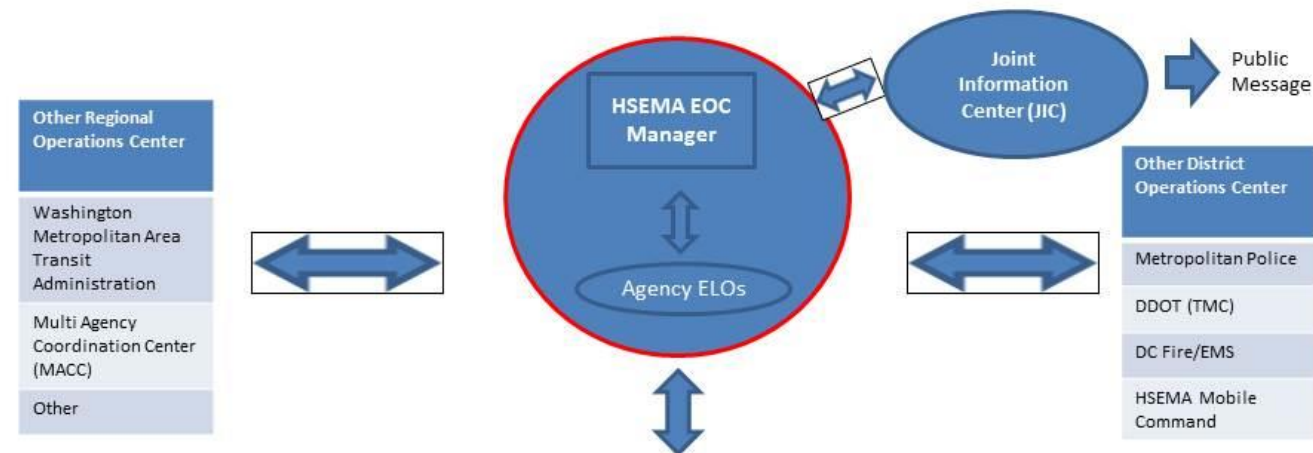 Joint
Information
Center (JIC)
Public
Message
HSEMA EOC
Manager
Other Regional
Operations Center
Washington
Metropolitan Area
Transit
Administration
Multi Agency
Coordination Center
(MACC)
Other
Agency ELOs
Other District
Operations Center
Metropolitan Police
DDOT (TMC)
DC Fire/EMS
HSEMA Mobile
Command